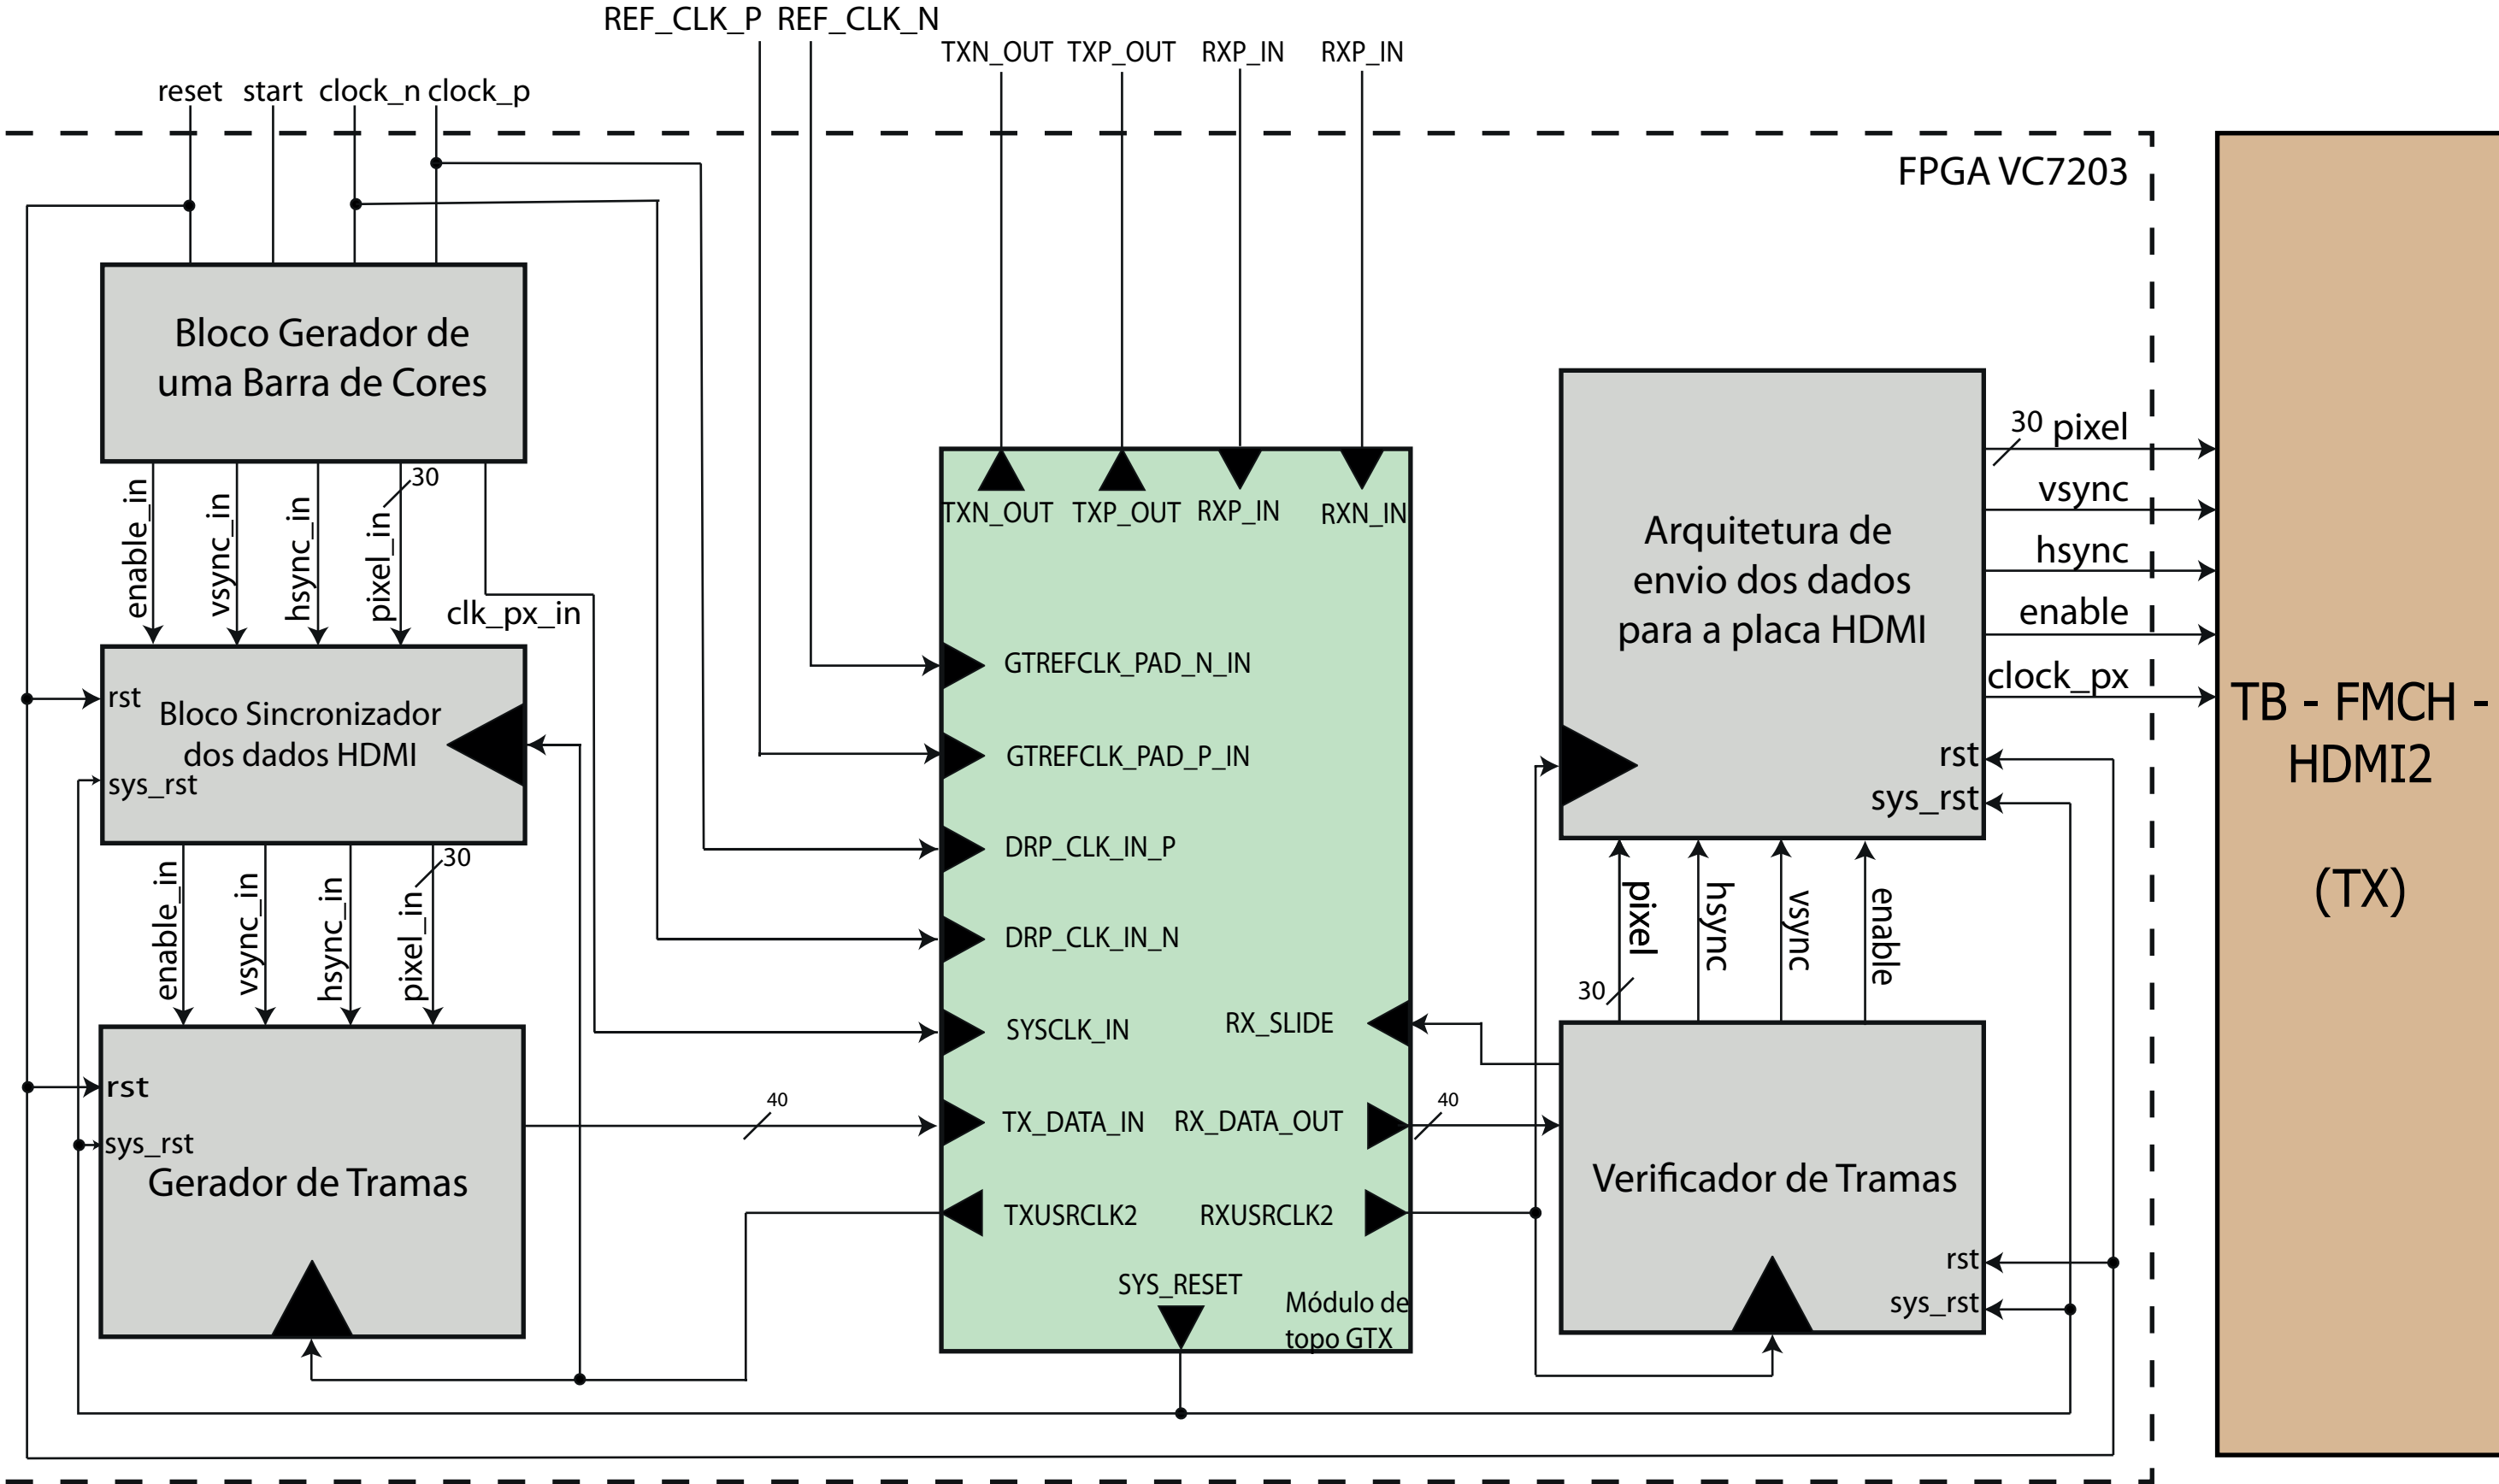 REF_CLK_P REF_CLK_N
TXN_OUT TXP_OUT RXP_IN RXP_IN
reset start clock_n clock_p
FPGA VC7203
Bloco Gerador de
uma Barra de Cores
enable_in
vsync_in
hsync_in
pixel_in
30
clk_px_in
rst
Bloco Sincronizador
dos dados HDMI
sys_rst
enable_in
vsync_in
hsync_in
pixel_in
30
rst
sys_rst
Gerador de Tramas
40
TXN_OUT TXP_OUT RXP_IN RXN_IN
GTREFCLK_PAD_N_IN
GTREFCLK_PAD_P_IN
DRP_CLK_IN_P
DRP_CLK_IN_N
SYSCLK_IN
RX_SLIDE
TX_DATA_IN
RX_DATA_OUT
TXUSRCLK2
RXUSRCLK2
SYS_RESET
Módulo de
topo GTX
40
Arquitetura de
envio dos dados
para a placa HDMI
rst
sys_rst
30 pixel
vsync
hsync
enable
clock_px
pixel
hsync
vsync
enable
30
Verificador de Tramas
rst
sys_rst
TB - FMCH -
HDMI2
(TX)